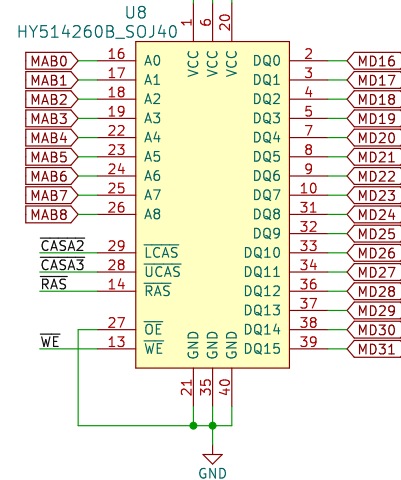 U8
HY514260B_SOJ40
1 6 20
VCC VCC VCC
MAB0 16 A0 DQ0 2 MD16
MAB1 17 A1 DQ1 3 MD17
MAB2 18 A2 DQ2 4 MD18
MAB3 19 A3 DQ3 5 MD19
MAB4 22 A4 DQ4 7 MD20
MAB5 23 A5 DQ5 8 MD21
MAB6 24 A6 DQ6 9 MD22
MAB7 25 A7 DQ7 10 MD23
MAB8 26 A8 DQ8 31 MD24
DQ9 32 MD25
CASA2 29 LCAS DQ10 33 MD26
CASA3 28 UCAS DQ11 34 MD27
RAS 14 RAS DQ12 36 MD28
DQ13 37 MD29
27 OE DQ14 38 MD30
WE 13 WE DQ15 39 MD31
GND GND GND
21 35 40
GND